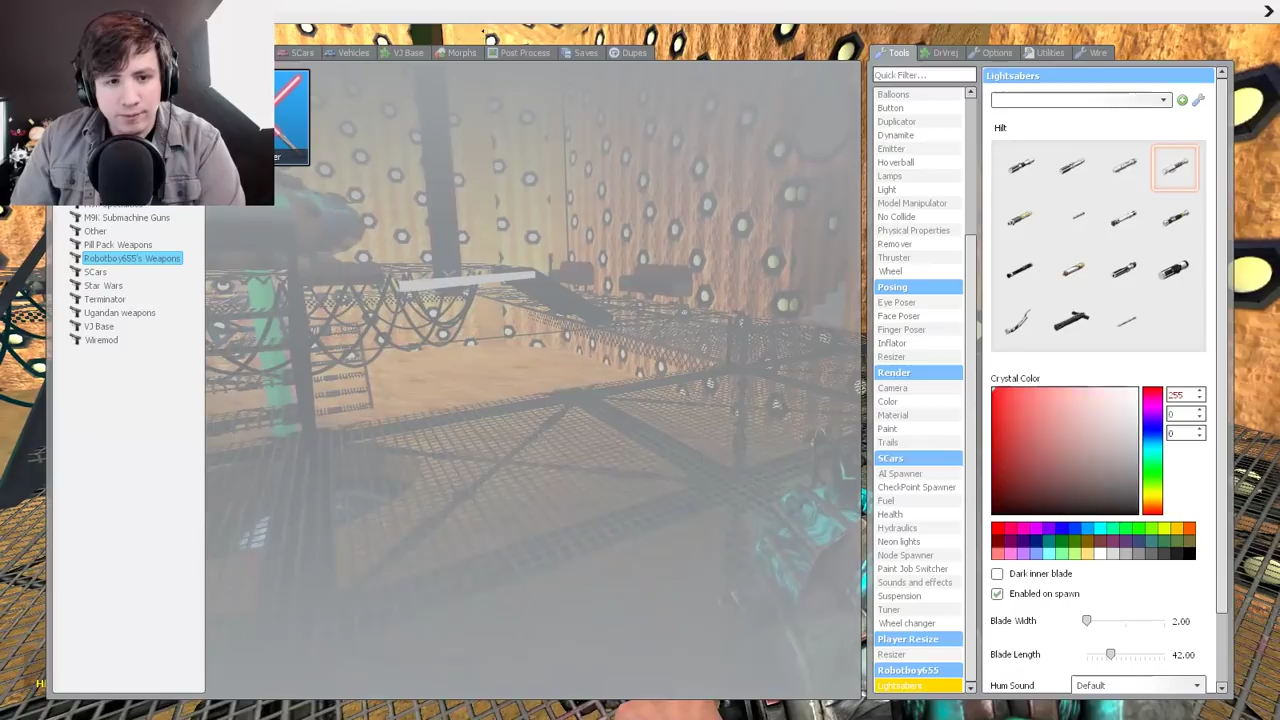 SCars
Vehicles
VJ Base
Morphs
Post Process
Saves
Dupes
Tools
DrVrej
Options
Utilities
Wire
M9K Submachine Guns
Other
Pill Pack Weapons
Robotboy655's Weapons
SCars
Star Wars
Terminator
Ugandan weapons
VJ Base
Wiremod
Quick Filter...
Balloons
Button
Duplicator
Dynamite
Emitter
Hoverball
Lamps
Light
Model Manipulator
No Collide
Physical Properties
Remover
Thruster
Wheel
Posing
Eye Poser
Face Poser
Finger Poser
Inflator
Resizer
Render
Camera
Color
Material
Paint
Trails
SCars
AI Spawner
CheckPoint Spawner
Fuel
Health
Hydraulics
Neon lights
Node Spawner
Paint Job Switcher
Sounds and effects
Suspension
Tuner
Wheel changer
Player Resize
Resizer
Robotboy655
Lightsabers
Lightsabers
Hilt
Crystal Color
255
0
0
Dark inner blade
Enabled on spawn
Blade Width 2.00
Blade Length 42.00
Hum Sound Default